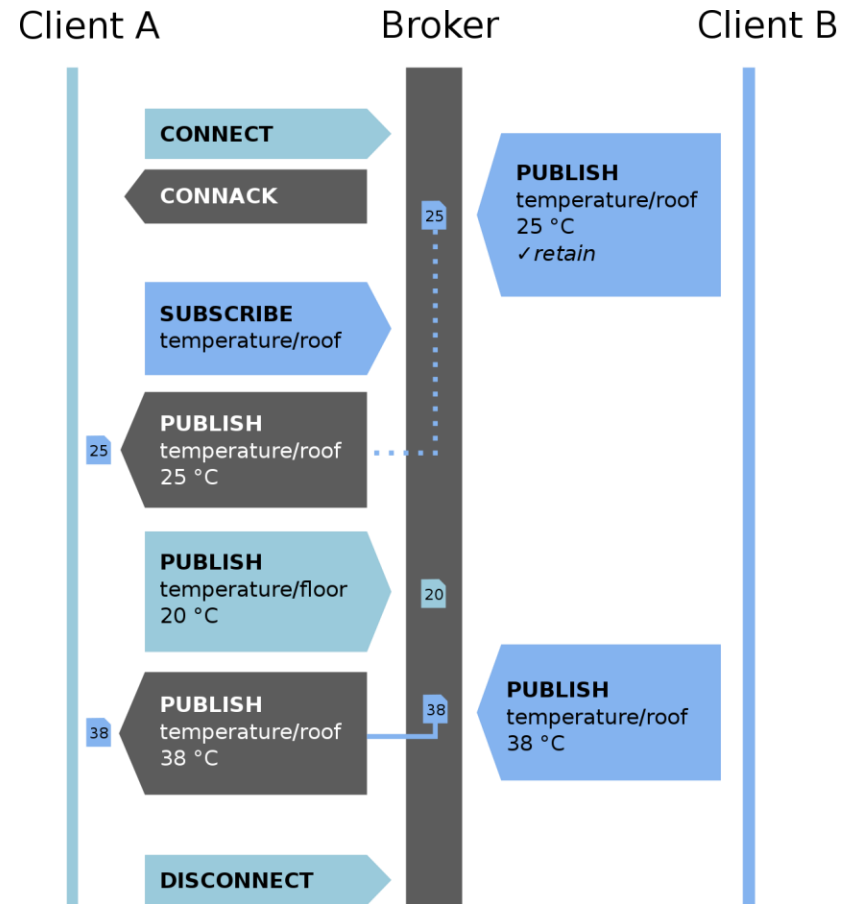 Client A
Broker
Client B
CONNECT
CONNACK
PUBLISH
temperature/roof
25 °C
✓retain
25
SUBSCRIBE
temperature/roof
PUBLISH
temperature/roof
25 °C
25
PUBLISH
temperature/floor
20 °C
20
PUBLISH
temperature/roof
38 °C
38
PUBLISH
temperature/roof
38 °C
38
DISCONNECT